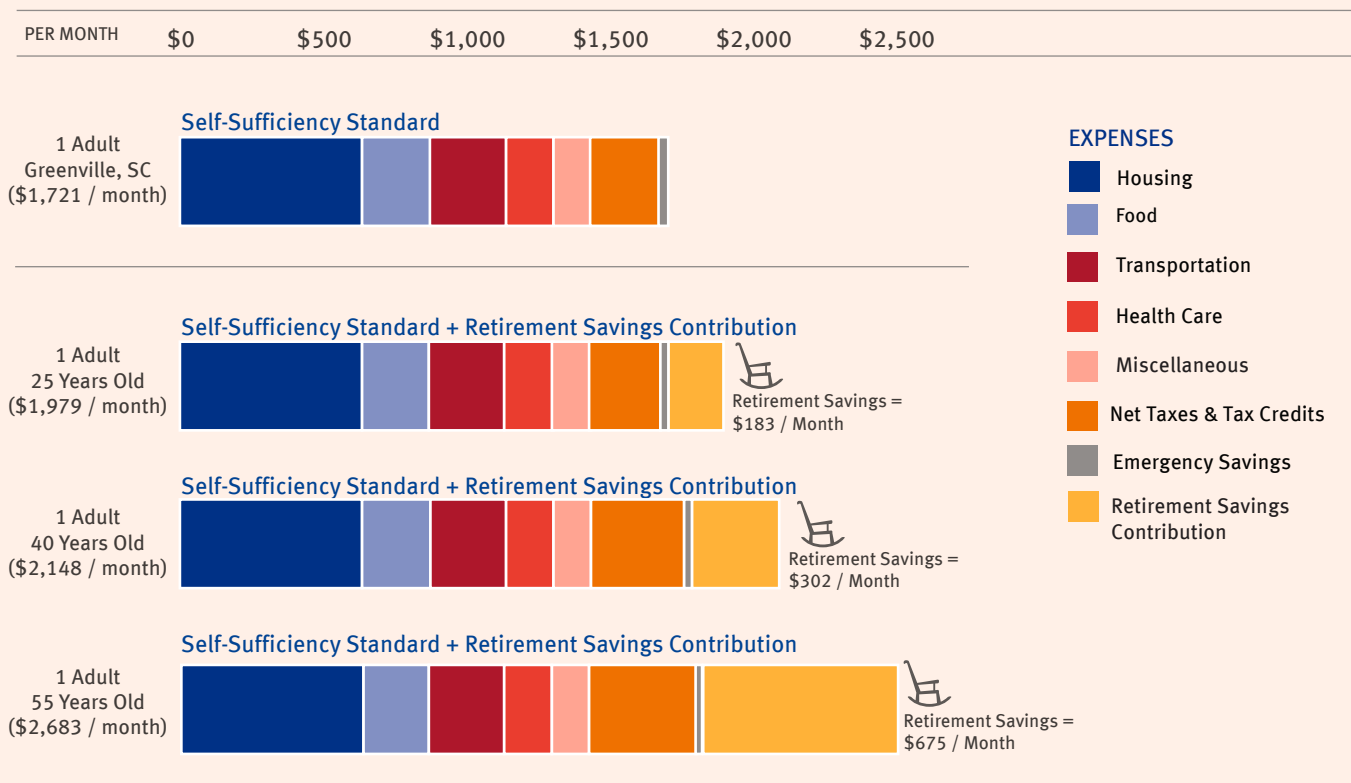 PER MONTH $0 $500 $1,000 $1,500 $2,000 $2,500
Self-Sufficiency Standard
1 Adult
Greenville, SC
($1,721 / month)
Self-Sufficiency Standard + Retirement Savings Contribution
1 Adult
25 Years Old
($1,979 / month)
Retirement Savings =
$183 / Month
Self-Sufficiency Standard + Retirement Savings Contribution
1 Adult
40 Years Old
($2,148 / month)
Retirement Savings =
$302 / Month
Self-Sufficiency Standard + Retirement Savings Contribution
1 Adult
55 Years Old
($2,683 / month)
Retirement Savings =
$675 / Month
EXPENSES
Housing
Food
Transportation
Health Care
Miscellaneous
Net Taxes & Tax Credits
Emergency Savings
Retirement Savings
Contribution